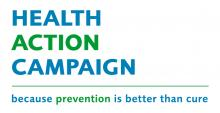 HEALTH
ACTION
CAMPAIGN
because prevention is better than cure